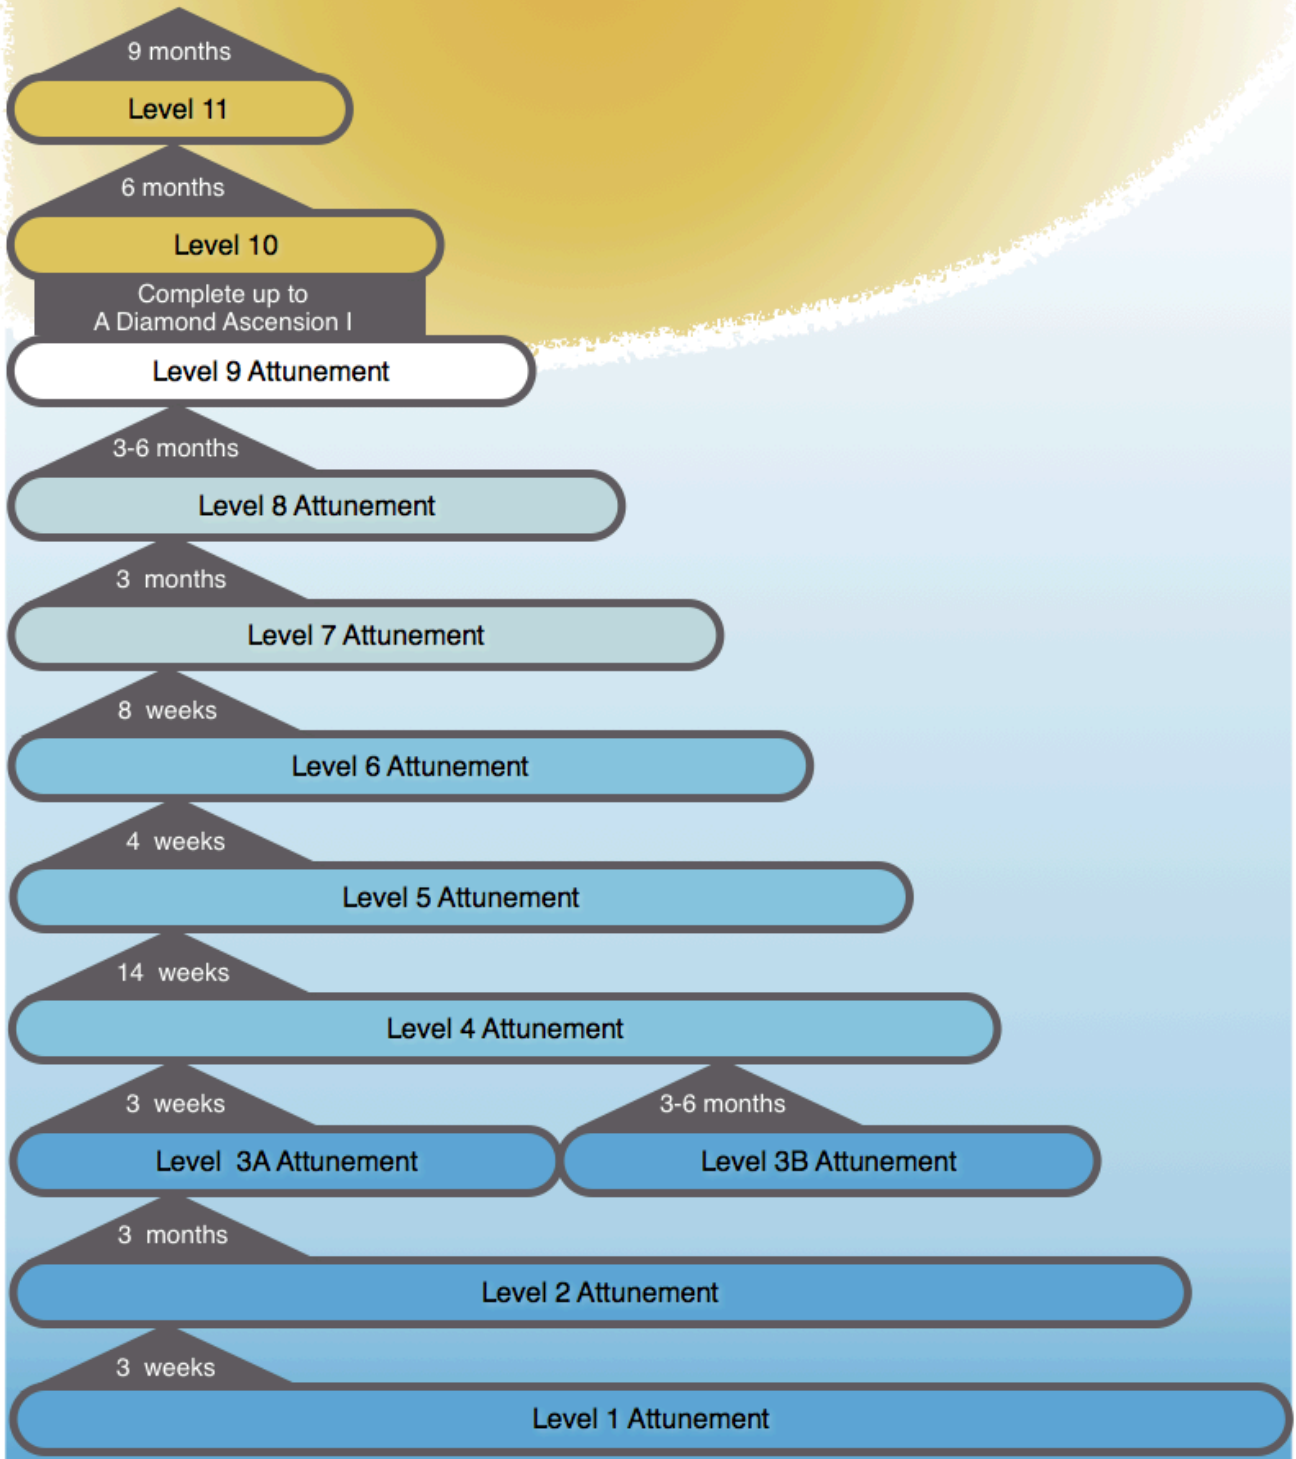 9 months
Level 11
6 months
Level 10
Complete up to
A Diamond Ascension I
Level 9 Attunement
3-6 months
Level 8 Attunement
3 months
Level 7 Attunement
8 weeks
Level 6 Attunement
4 weeks
Level 5 Attunement
14 weeks
Level 4 Attunement
3 weeks
3-6 months
Level 3A Attunement
Level 3B Attunement
3 months
Level 2 Attunement
3 weeks
Level 1 Attunement